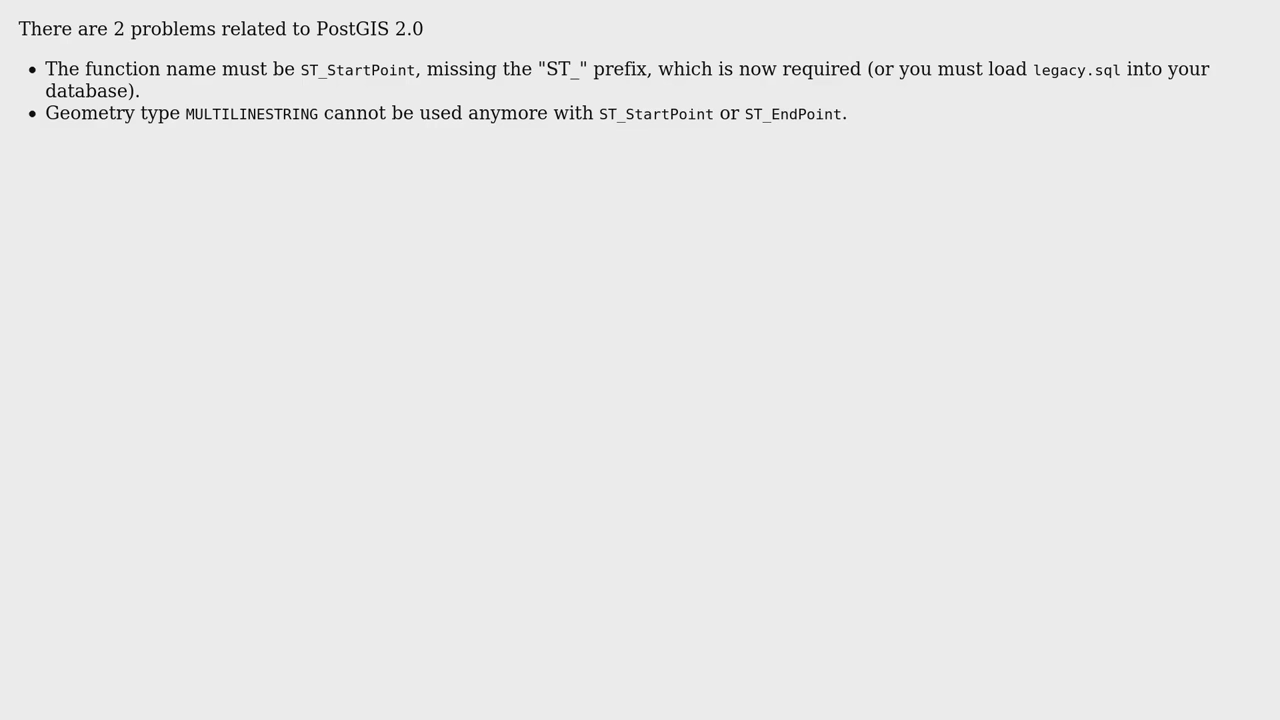 There are 2 problems related to PostGIS 2.0
• The function name must be ST_StartPoint, missing the "ST_" prefix, which is now required (or you must load legacy.sql into your
database).
• Geometry type MULTILINESTRING cannot be used anymore with ST_StartPoint or ST_EndPoint.